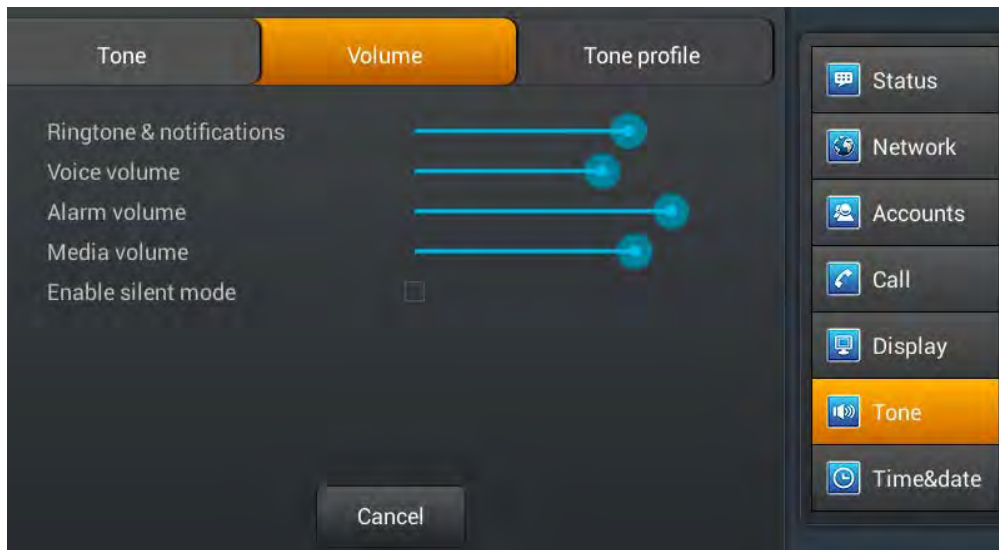 Tone
Volume
Tone profile
Ringtone & notifications
Voice volume
Alarm volume
Media volume
Enable silent mode
Cancel
Status
Network
Accounts
Call
Display
Tone
Time&date